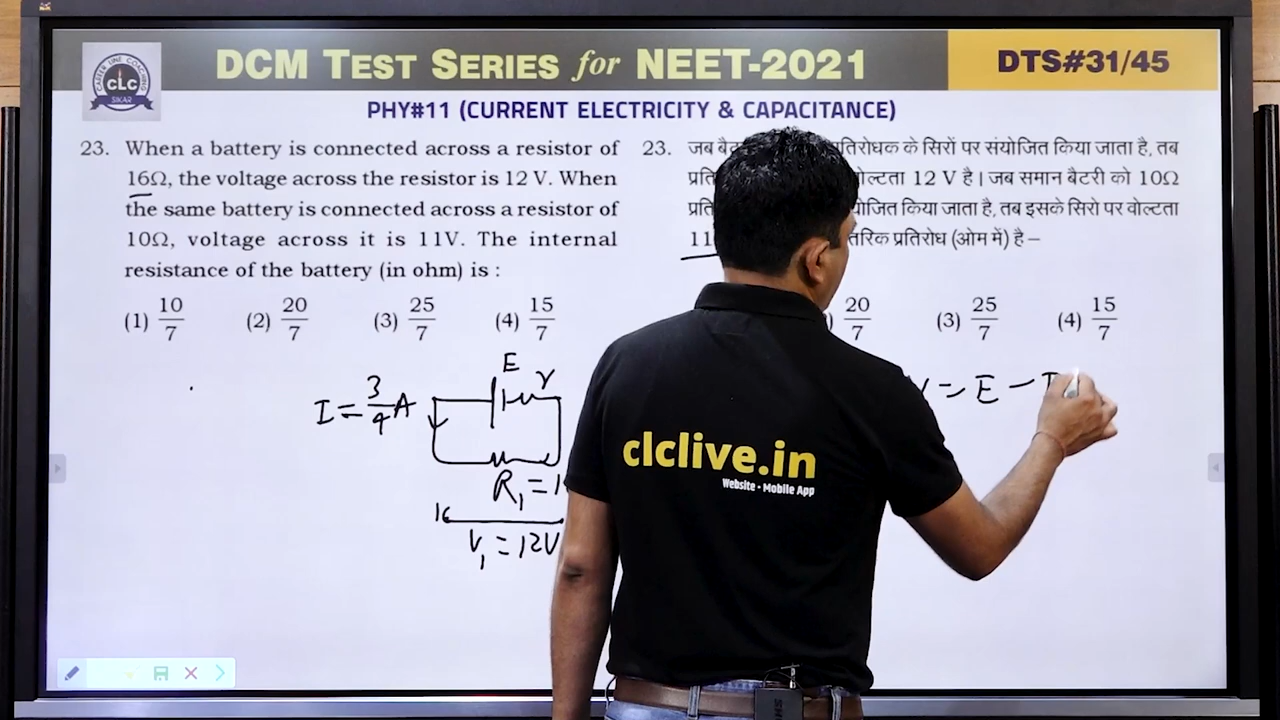 DCM TEST SERIES for NEET-2021
DTS#31/45
CAREER LINE COACHING
CLC
SIKAR
PHY#11 (CURRENT ELECTRICITY & CAPACITANCE)
23. When a battery is connected across a resistor of
16Ω, the voltage across the resistor is 12 V. When
the same battery is connected across a resistor of
10Ω, voltage across it is 11V. The internal
resistance of the battery (in ohm) is :
(1) 10/7 (2) 20/7 (3) 25/7 (4) 15/7
23. जब तिरोधक के सिरों पर संयोजित किया जाता है, तब
प्रति वोल्टता 12 V है। जब समान बैटरी को 10Ω
प्रति योजित किया जाता है, तब इसके सिरो पर वोल्टता
11 तरिक प्रतिरोध (ओम में) है –
20/7 (3) 25/7 (4) 15/7
E
r
I = 3/4 A
R₁ = 1
16
V₁ = 12V
V = E – I
clclive.in
Website • Mobile App